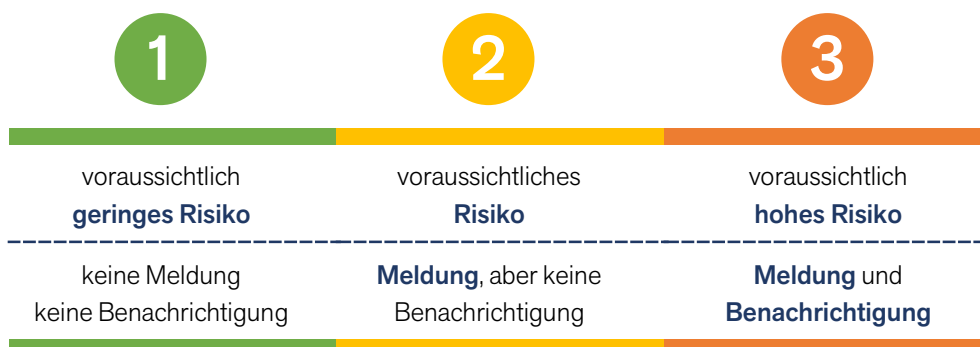 1
2
3
voraussichtlich
geringes Risiko
voraussichtliches
Risiko
voraussichtlich
hohes Risiko
keine Meldung
keine Benachrichtigung
Meldung, aber keine
Benachrichtigung
Meldung und
Benachrichtigung